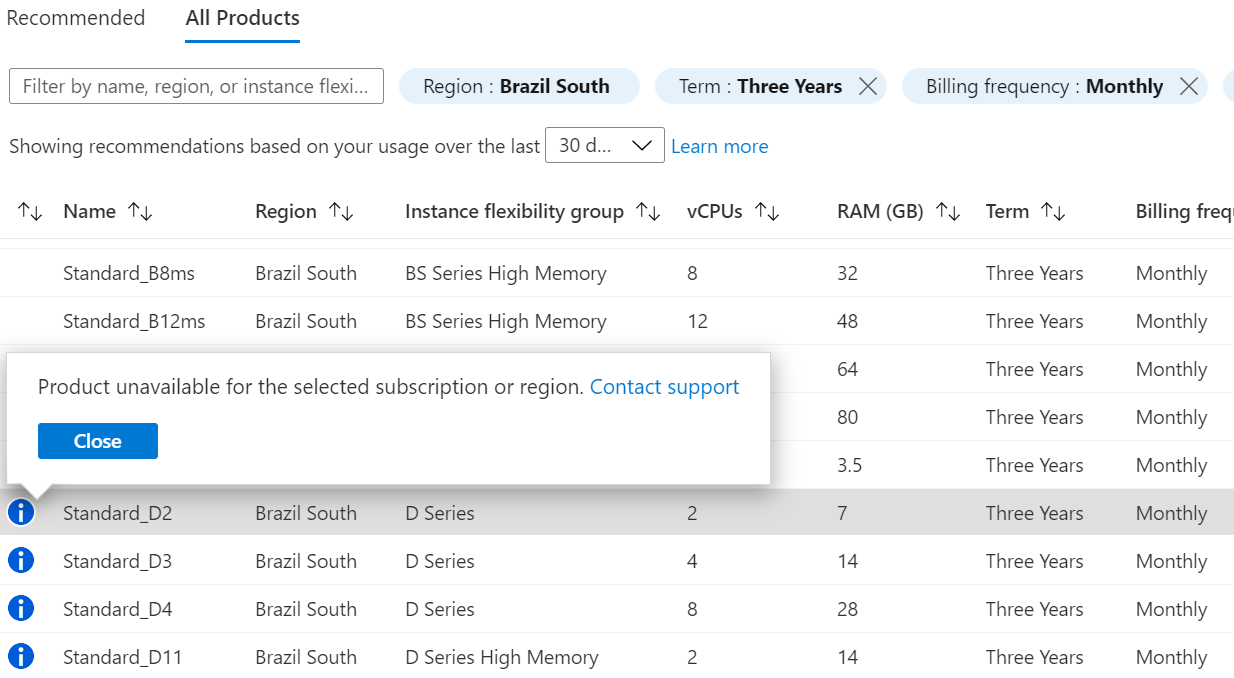 Recommended All Products
Filter by name, region, or instance flexi... Region : Brazil South Term : Three Years Billing frequency : Monthly
Showing recommendations based on your usage over the last 30 d... Learn more
Name Region Instance flexibility group vCPUs RAM (GB) Term Billing freq
Standard_B8ms Brazil South BS Series High Memory 8 32 Three Years Monthly
Standard_B12ms Brazil South BS Series High Memory 12 48 Three Years Monthly
64 Three Years Monthly
Product unavailable for the selected subscription or region. Contact support
80 Three Years Monthly
Close
3.5 Three Years Monthly
Standard_D2 Brazil South D Series 2 7 Three Years Monthly
Standard_D3 Brazil South D Series 4 14 Three Years Monthly
Standard_D4 Brazil South D Series 8 28 Three Years Monthly
Standard_D11 Brazil South D Series High Memory 2 14 Three Years Monthly